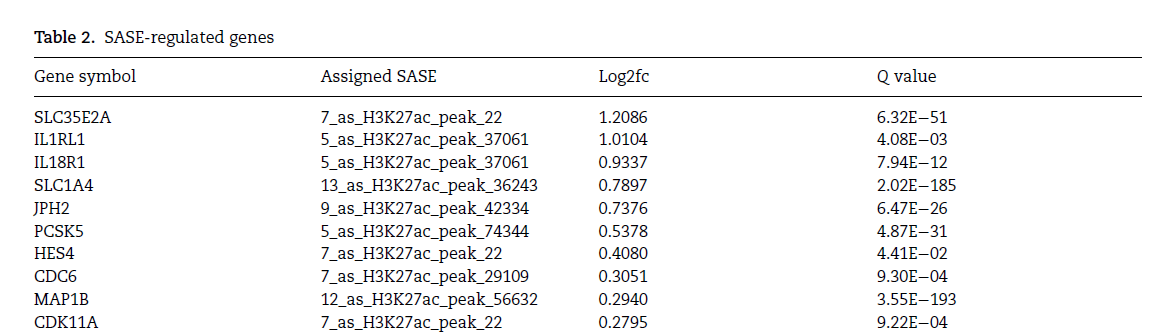 Table 2. SASE-regulated genes
Gene symbol Assigned SASE Log2fc Q value
SLC35E2A 7_as_H3K27ac_peak_22 1.2086 6.32E−51
IL1RL1 5_as_H3K27ac_peak_37061 1.0104 4.08E−03
IL18R1 5_as_H3K27ac_peak_37061 0.9337 7.94E−12
SLC1A4 13_as_H3K27ac_peak_36243 0.7897 2.02E−185
JPH2 9_as_H3K27ac_peak_42334 0.7376 6.47E−26
PCSK5 5_as_H3K27ac_peak_74344 0.5378 4.87E−31
HES4 7_as_H3K27ac_peak_22 0.4080 4.41E−02
CDC6 7_as_H3K27ac_peak_29109 0.3051 9.30E−04
MAP1B 12_as_H3K27ac_peak_56632 0.2940 3.55E−193
CDK11A 7_as_H3K27ac_peak_22 0.2795 9.22E−04